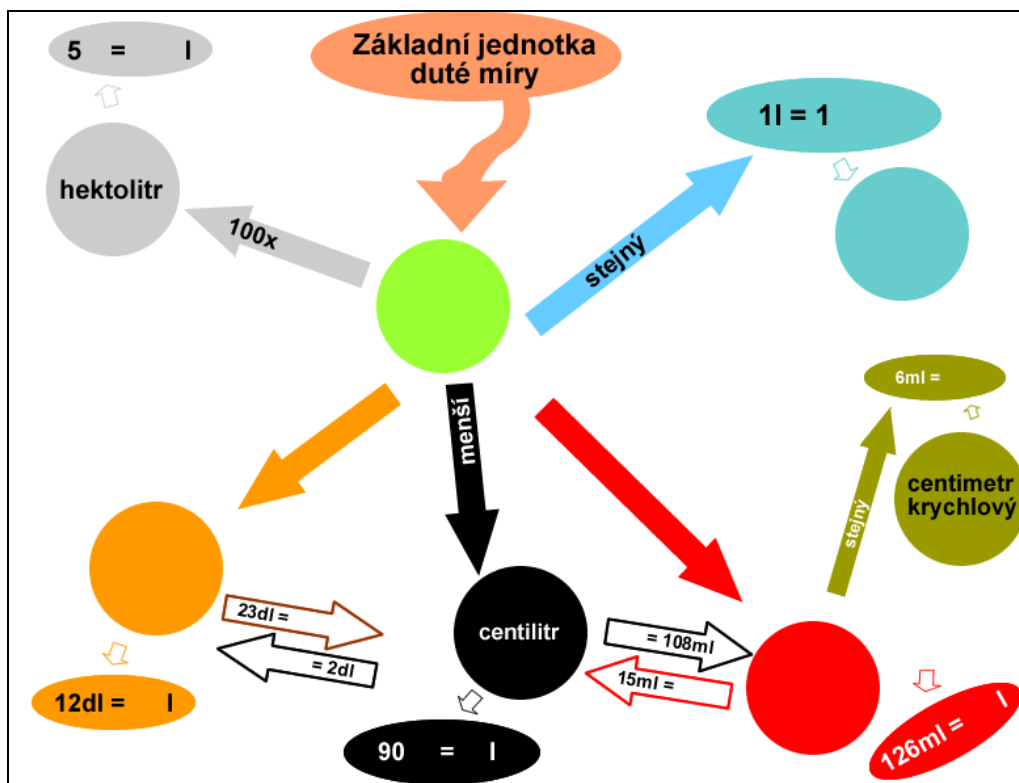 5 = l
Základní jednotka
duté míry
1l = 1
hektolitr
100x
stejný
6ml =
menší
centimetr
krychlový
stejný
23dl =
= 2dl
centilitr
= 108ml
15ml =
12dl = l
90 = l
126ml = l